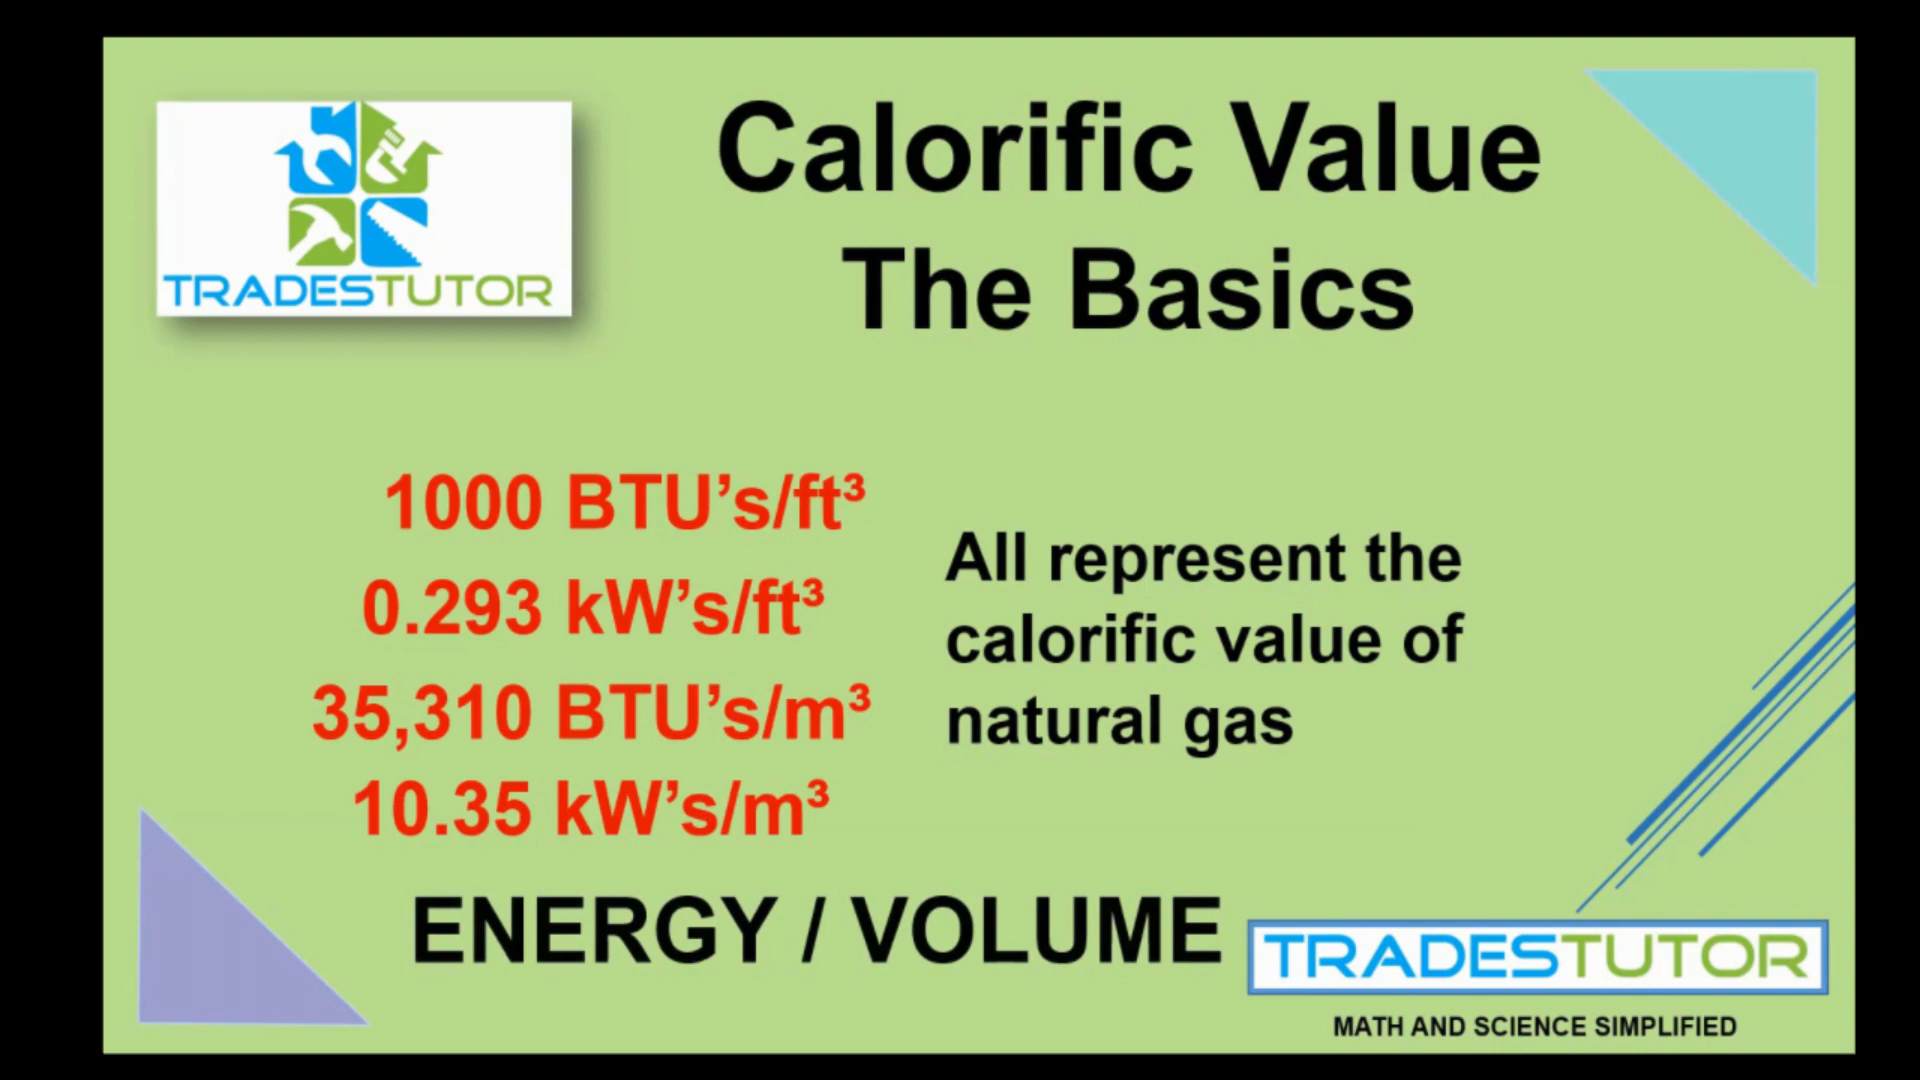 TRADESTUTOR
Calorific Value
The Basics
1000 BTU’s/ft³
0.293 kW’s/ft³
35,310 BTU’s/m³
10.35 kW’s/m³
All represent the
calorific value of
natural gas
ENERGY / VOLUME
TRADESTUTOR
MATH AND SCIENCE SIMPLIFIED